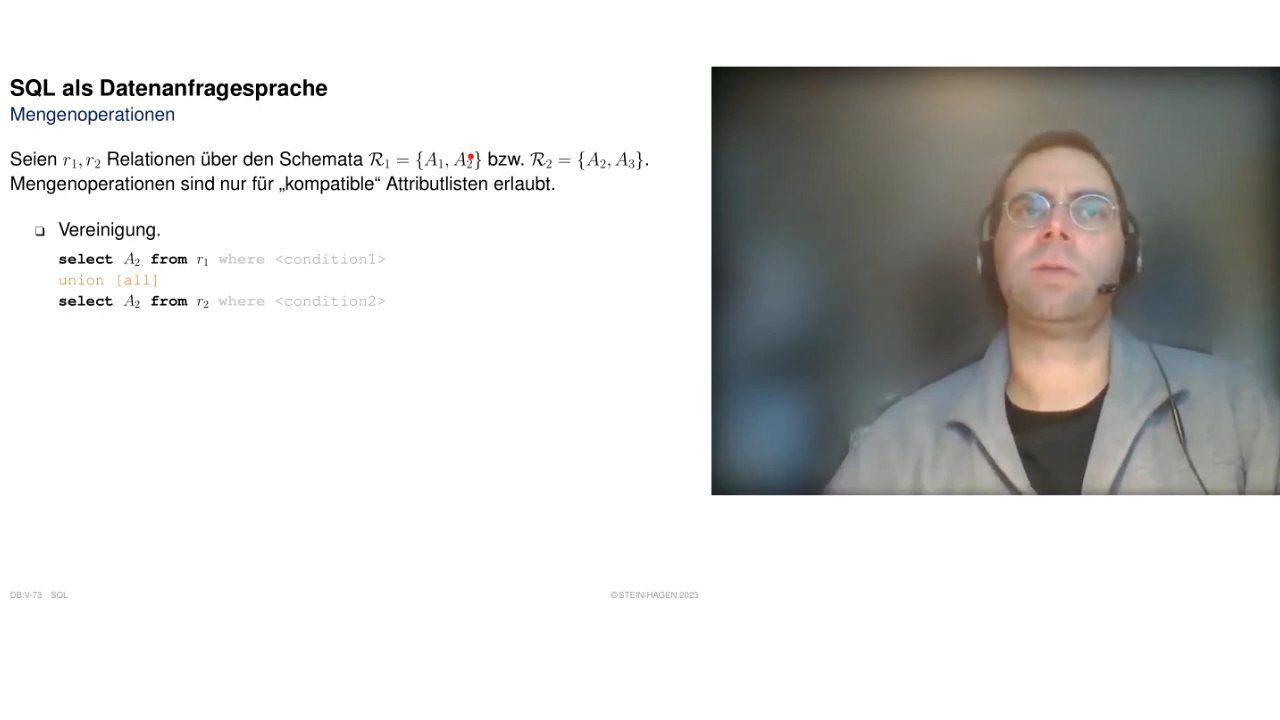 SQL als Datenanfragesprache
Mengenoperationen
Seien r₁, r₂ Relationen über den Schemata ℛ₁ = {A₁, A₂} bzw. ℛ₂ = {A₂, A₃}.
Mengenoperationen sind nur für „kompatible“ Attributlisten erlaubt.
❑ Vereinigung.
select A₂ from r₁ where <condition1>
union [all]
select A₂ from r₂ where <condition2>
DB:V-73 SQL
© STEIN/HAGEN 2023